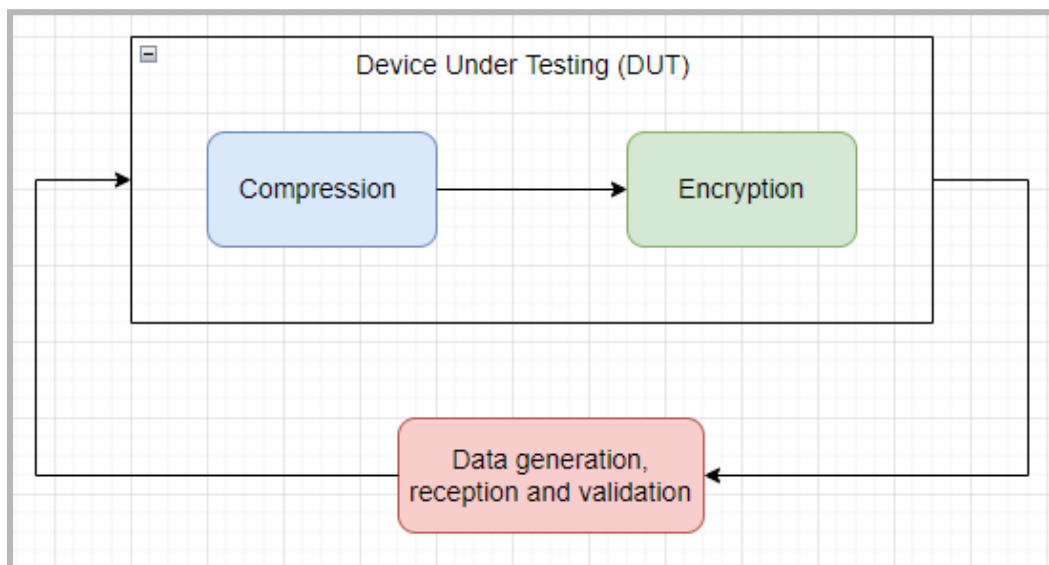 Device Under Testing (DUT)
Compression
Encryption
Data generation,
reception and validation